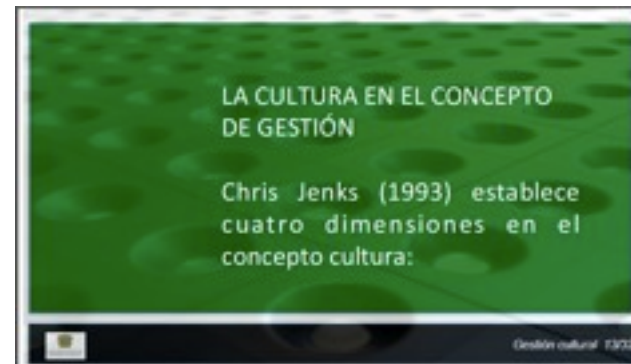 LA CULTURA EN EL CONCEPTO
DE GESTIÓN
Chris Jenks (1993) establece
cuatro dimensiones en el
concepto cultura:
Gestión cultural